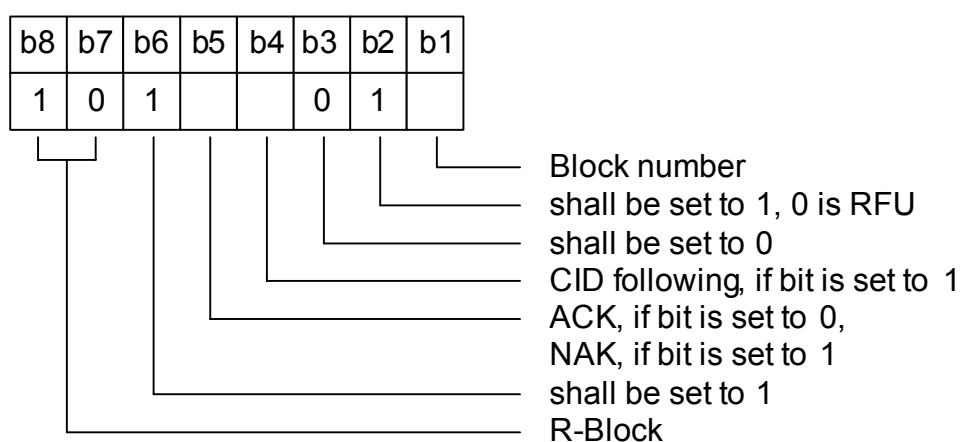 b8 b7 b6 b5 b4 b3 b2 b1
1 0 1 0 1
Block number
shall be set to 1, 0 is RFU
shall be set to 0
CID following, if bit is set to 1
ACK, if bit is set to 0,
NAK, if bit is set to 1
shall be set to 1
R-Block